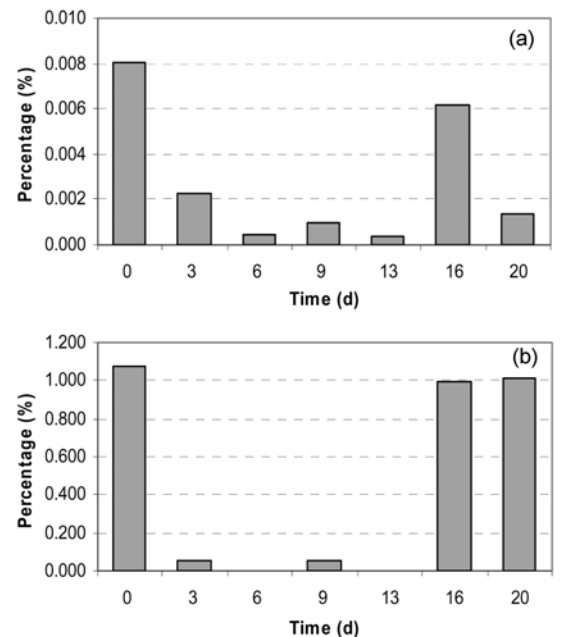 0.010
(a)
0.008
0.006
0.004
0.002
0.000
Percentage (%)
0 3 6 9 13 16 20
Time (d)
1.200
(b)
1.000
0.800
0.600
0.400
0.200
0.000
Percentage (%)
0 3 6 9 13 16 20
Time (d)